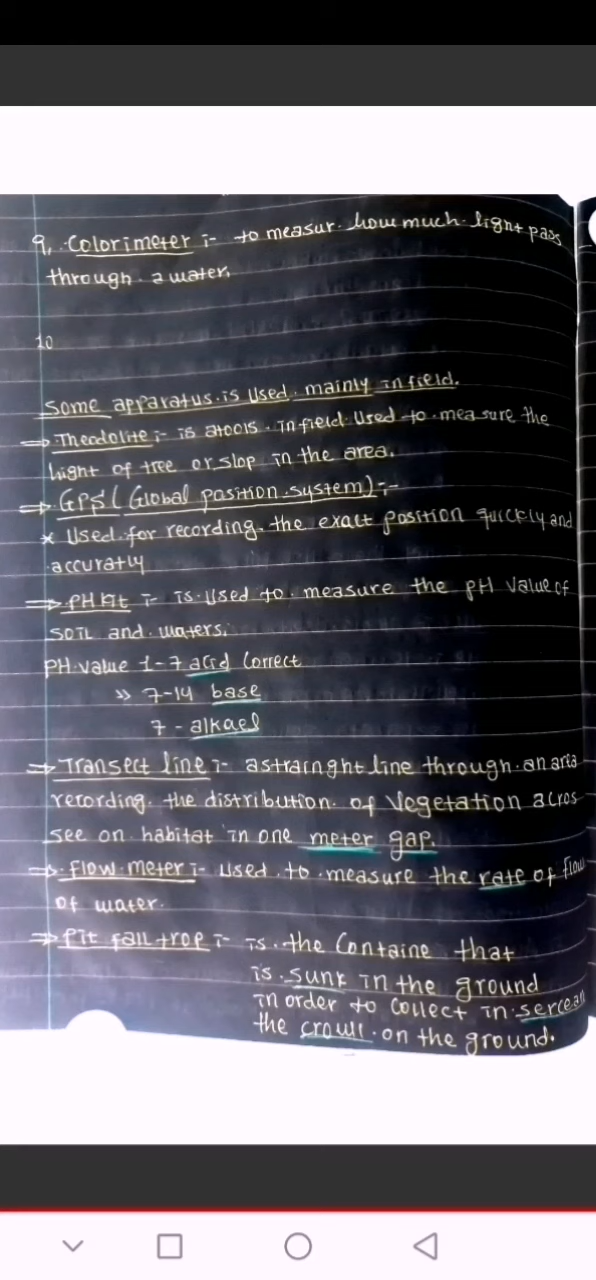 9, Colorimeter :- to measur how much light pass
through a water.
10
Some apparatus is used mainly in field.
⇒ Theodolite :- is atools in field used to measure the
hight of tree or slop in the area.
⇒ GPS (Global position system) :-
* Used for recording the exact position quickly and
accuratly
⇒ PH kit :- is used to measure the pH value of
soil and waters.
PH value 1-7 acid correct
>> 7-14 base
7 - alkael
⇒ Transect line :- astrainght line through an area
recording the distribution of Vegetation acros
see on habitat in one meter gap.
⇒ flow meter :- Used to measure the rate of flow
of water.
⇒ Pit fall trop :- is the Containe that
is sunk in the ground
in order to collect in
the crowll on the ground.